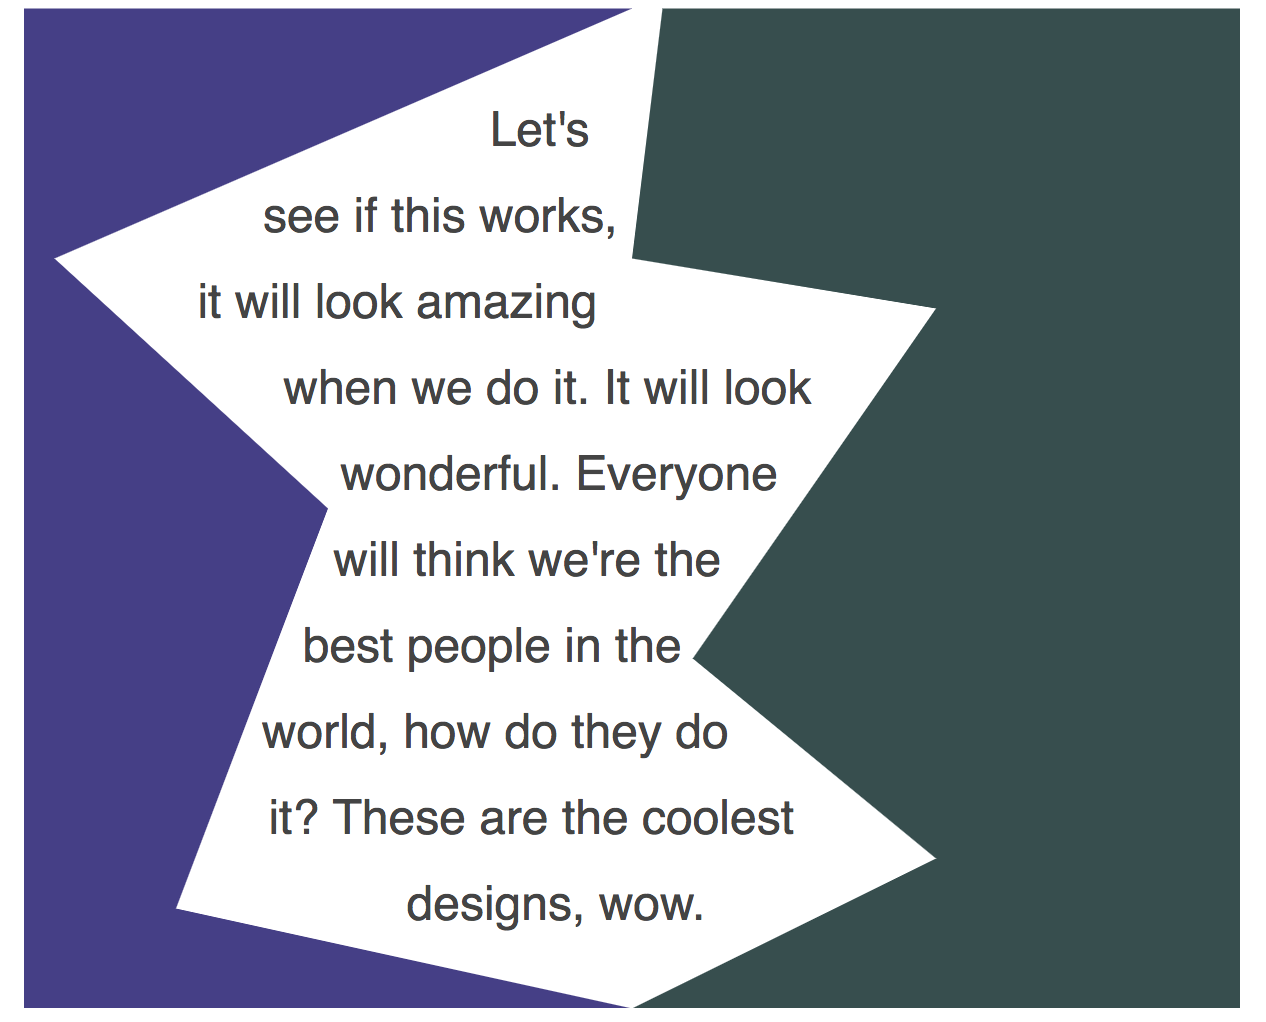 Let's
see if this works,
it will look amazing
when we do it. It will look
wonderful. Everyone
will think we're the
best people in the
world, how do they do
it? These are the coolest
designs, wow.